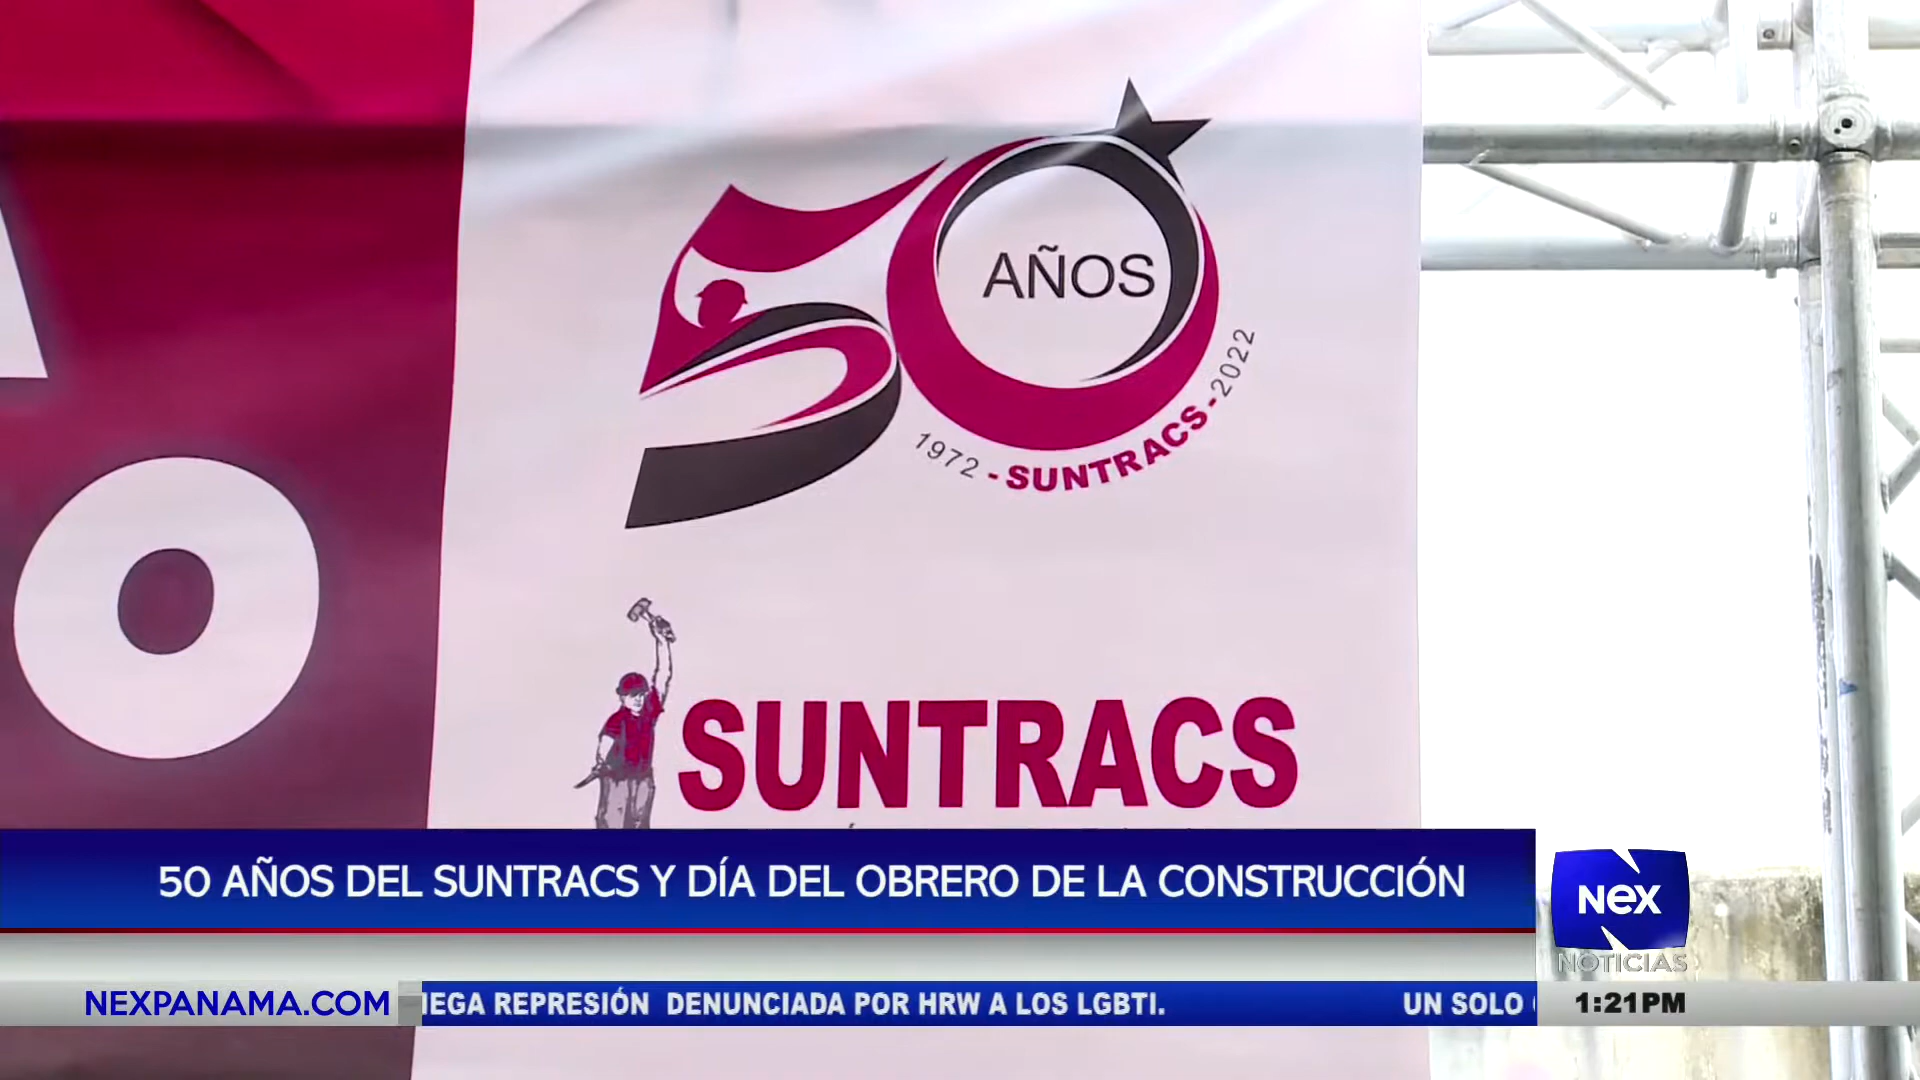 AÑOS
1972 - SUNTRACS - 2022
O
SUNTRACS
50 AÑOS DEL SUNTRACS Y DÍA DEL OBRERO DE LA CONSTRUCCIÓN
NEX
NOTICIAS
NEXPANAMA.COM
REPRESIÓN DENUNCIADA POR HRW A LOS LGBTI. UN SOLO
1:21PM